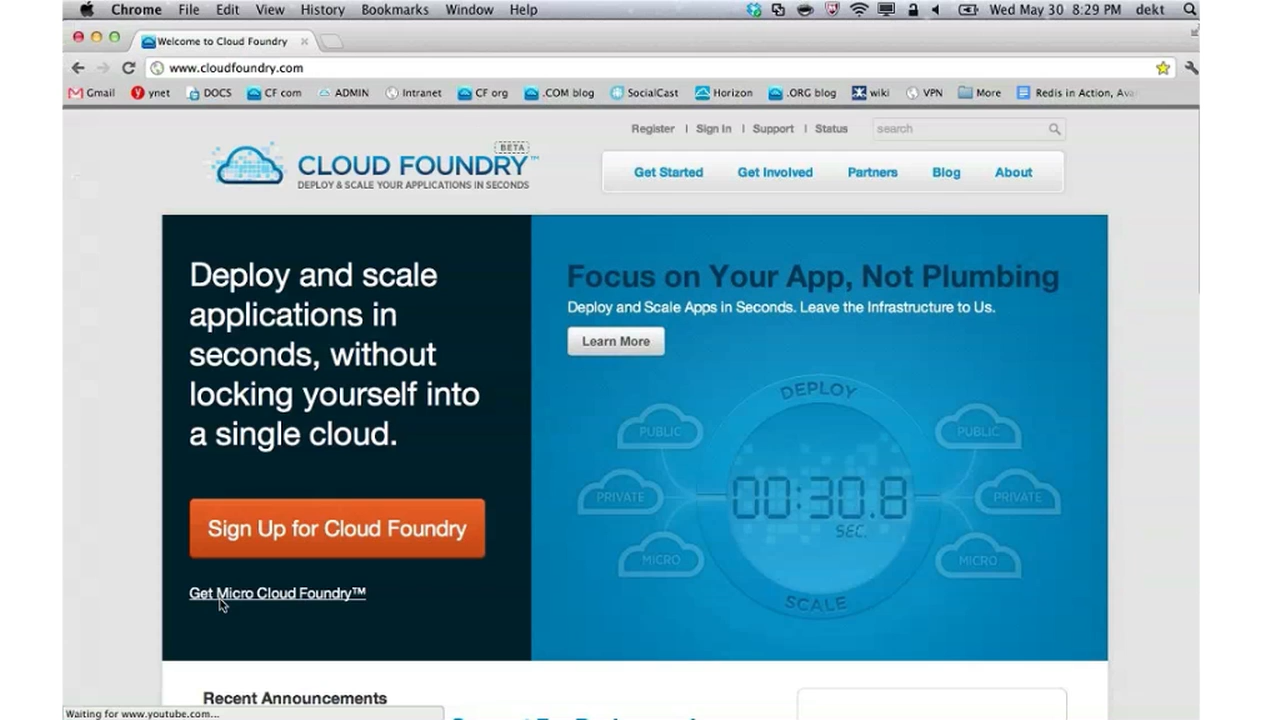 Chrome File Edit View History Bookmarks Window Help Wed May 30 8:29 PM dekt
Welcome to Cloud Foundry
www.cloudfoundry.com
Gmail ynet DOCS CF com ADMIN Intranet CF org .COM blog SocialCast Horizon .ORG blog wiki VPN More Redis in Action,
Register | Sign In | Support | Status search
BETA
CLOUD FOUNDRY™
DEPLOY & SCALE YOUR APPLICATIONS IN SECONDS
Get Started Get Involved Partners Blog About
Deploy and scale
applications in
seconds, without
locking yourself into
a single cloud.
Sign Up for Cloud Foundry
Get Micro Cloud Foundry™
Focus on Your App, Not Plumbing
Deploy and Scale Apps in Seconds. Leave the Infrastructure to Us.
Learn More
DEPLOY
PUBLIC PUBLIC
PRIVATE 00:30.8 PRIVATE
SEC.
MICRO MICRO
SCALE
Recent Announcements
Waiting for www.youtube.com...